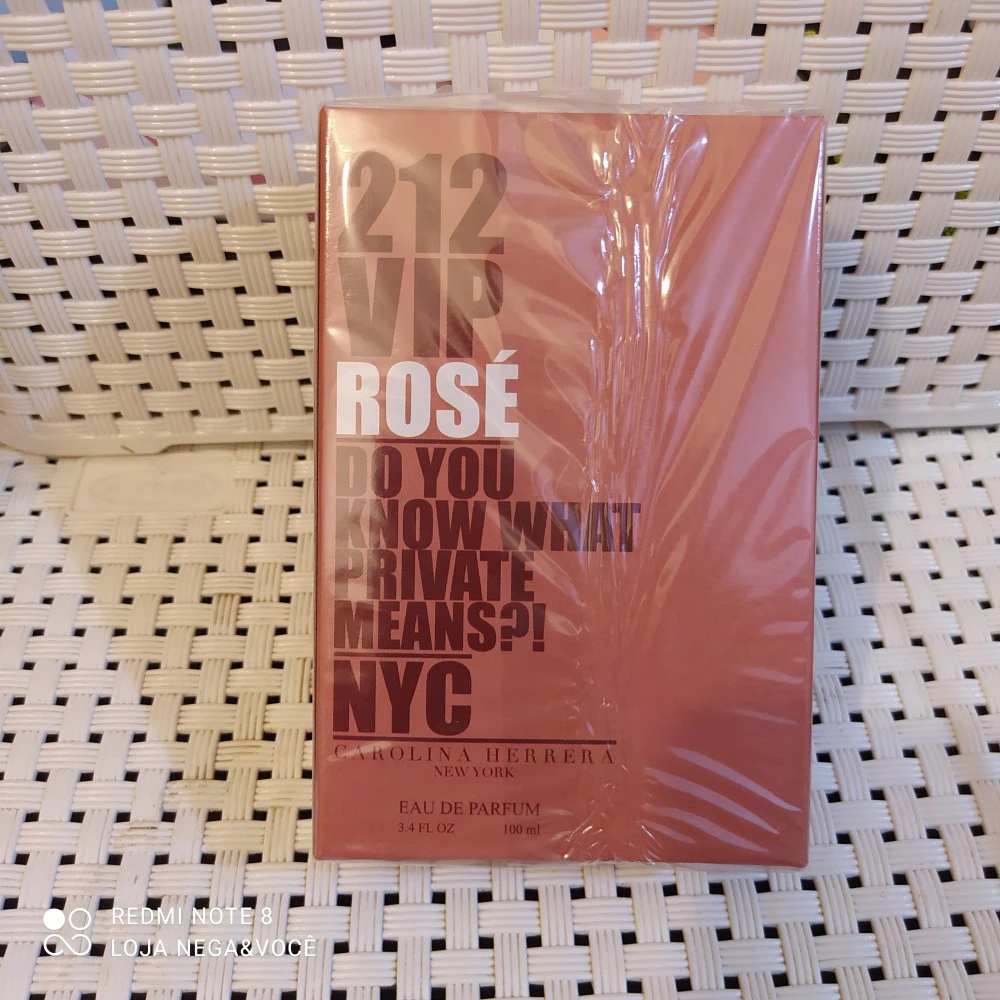 212
VIP
ROSÉ
DO YOU
KNOW WHAT
PRIVATE
MEANS?!
NYC
CAROLINA HERRERA
NEW YORK
EAU DE PARFUM
3.4 FL OZ 100 ml
REDMI NOTE 8
LOJA NEGA&VOCÊ